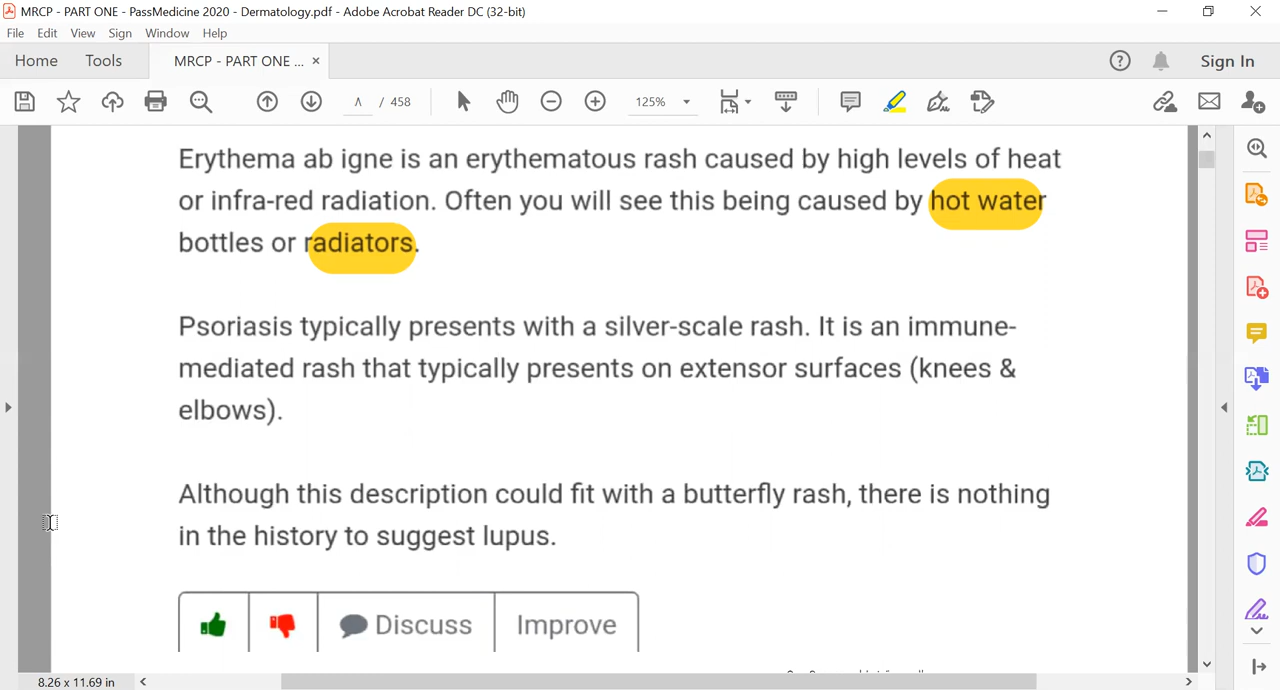 MRCP - PART ONE - PassMedicine 2020 - Dermatology.pdf - Adobe Acrobat Reader DC (32-bit)
File Edit View Sign Window Help
Home Tools MRCP - PART ONE ... × Sign In
/ 458 125%
Erythema ab igne is an erythematous rash caused by high levels of heat
or infra-red radiation. Often you will see this being caused by hot water
bottles or radiators.
Psoriasis typically presents with a silver-scale rash. It is an immune-
mediated rash that typically presents on extensor surfaces (knees &
elbows).
Although this description could fit with a butterfly rash, there is nothing
in the history to suggest lupus.
Discuss Improve
8.26 x 11.69 in